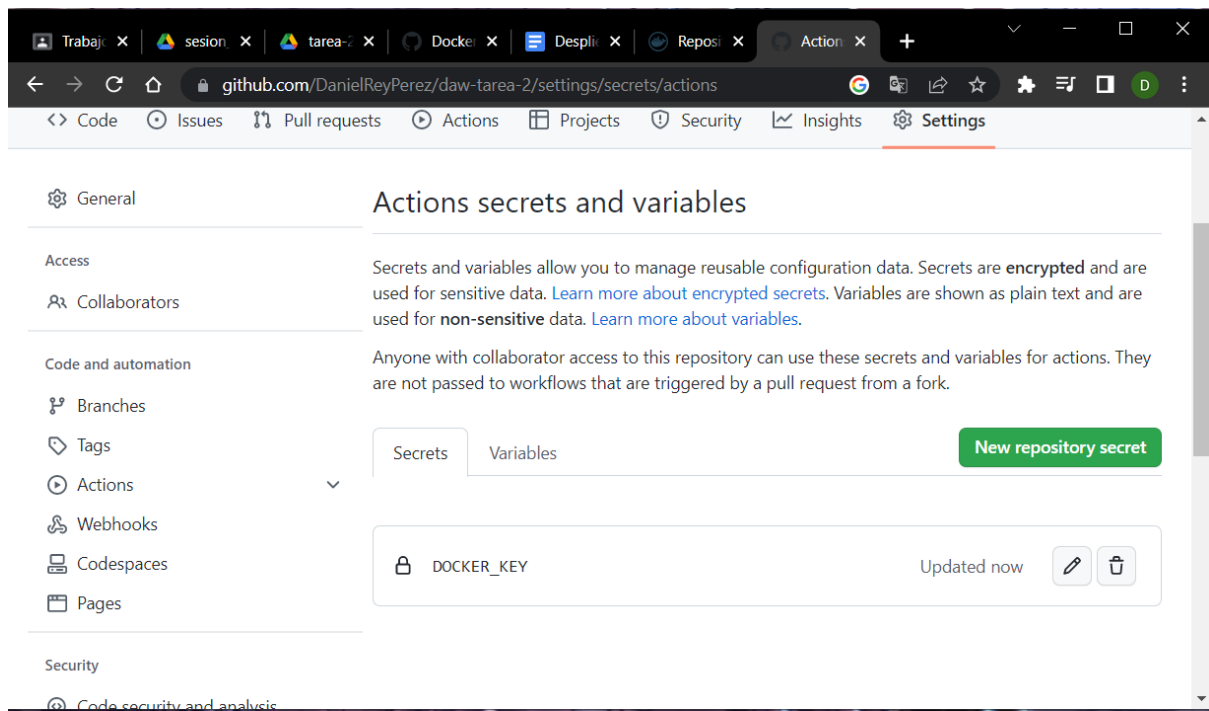 Trabajo
sesion_
tarea-2
Docker
Desplie
Reposi
Action
github.com/DanielReyPerez/daw-tarea-2/settings/secrets/actions
D
Code
Issues
Pull requests
Actions
Projects
Security
Insights
Settings
General
Access
Collaborators
Code and automation
Branches
Tags
Actions
Webhooks
Codespaces
Pages
Security
Code security and analysis
Actions secrets and variables
Secrets and variables allow you to manage reusable configuration data. Secrets are encrypted and are
used for sensitive data. Learn more about encrypted secrets. Variables are shown as plain text and are
used for non-sensitive data. Learn more about variables.
Anyone with collaborator access to this repository can use these secrets and variables for actions. They
are not passed to workflows that are triggered by a pull request from a fork.
Secrets
Variables
New repository secret
DOCKER_KEY
Updated now